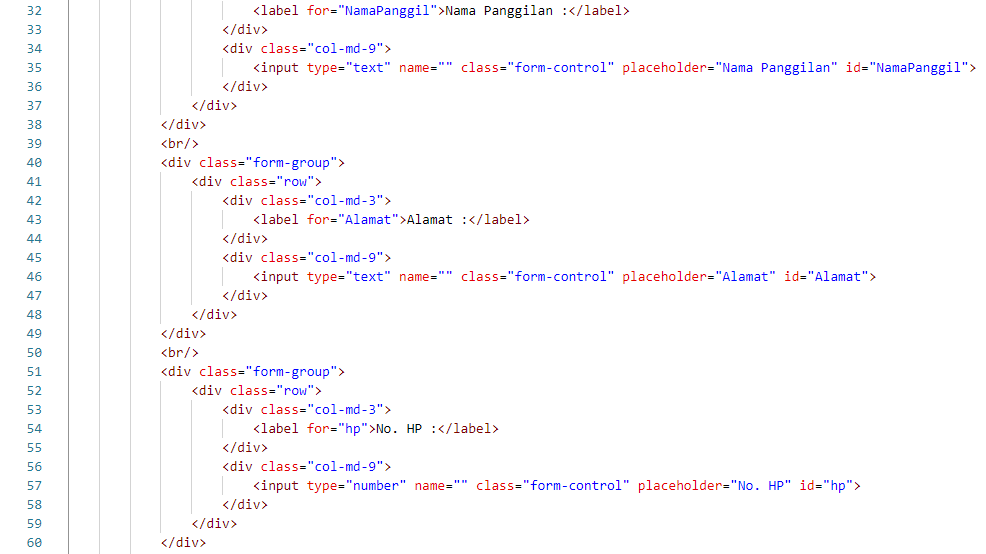 32 <label for="NamaPanggil">Nama Panggilan :</label>
33 </div>
34 <div class="col-md-9">
35 <input type="text" name="" class="form-control" placeholder="Nama Panggilan" id="NamaPanggil">
36 </div>
37 </div>
38 </div>
39 <br/>
40 <div class="form-group">
41 <div class="row">
42 <div class="col-md-3">
43 <label for="Alamat">Alamat :</label>
44 </div>
45 <div class="col-md-9">
46 <input type="text" name="" class="form-control" placeholder="Alamat" id="Alamat">
47 </div>
48 </div>
49 </div>
50 <br/>
51 <div class="form-group">
52 <div class="row">
53 <div class="col-md-3">
54 <label for="hp">No. HP :</label>
55 </div>
56 <div class="col-md-9">
57 <input type="number" name="" class="form-control" placeholder="No. HP" id="hp">
58 </div>
59 </div>
60 </div>